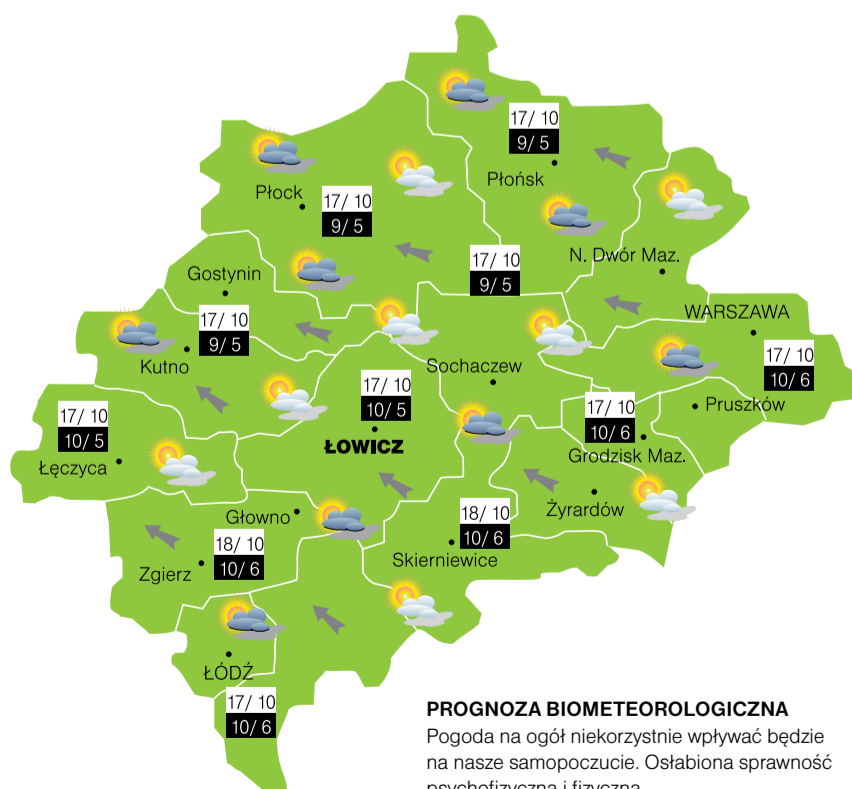 17/ 10
9/ 5
Płońsk
Płock
17/ 10
9/ 5
N. Dwór Maz.
17/ 10
9/ 5
Gostynin
WARSZAWA
17/ 10
9/ 5
Kutno
17/ 10
10/ 6
Sochaczew
17/ 10
10/ 5
ŁOWICZ
17/ 10
10/ 6
Pruszków
Grodzisk Maz.
17/ 10
10/ 5
Łęczyca
Żyrardów
Głowno
18/ 10
10/ 6
Skierniewice
18/ 10
10/ 6
Zgierz
ŁÓDŹ
17/ 10
10/ 6
PROGNOZA BIOMETEOROLOGICZNA
Pogoda na ogół niekorzystnie wpływać będzie
na nasze samopoczucie. Osłabiona sprawność
psychofizyczna i fizyczna